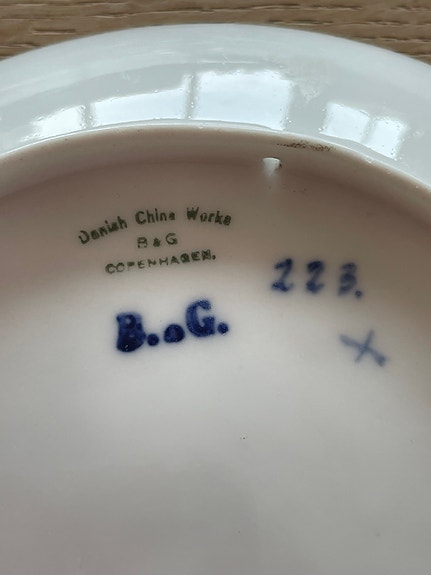 Danish China Works
B & G
COPENHAGEN.
B.o.G.
223.
X